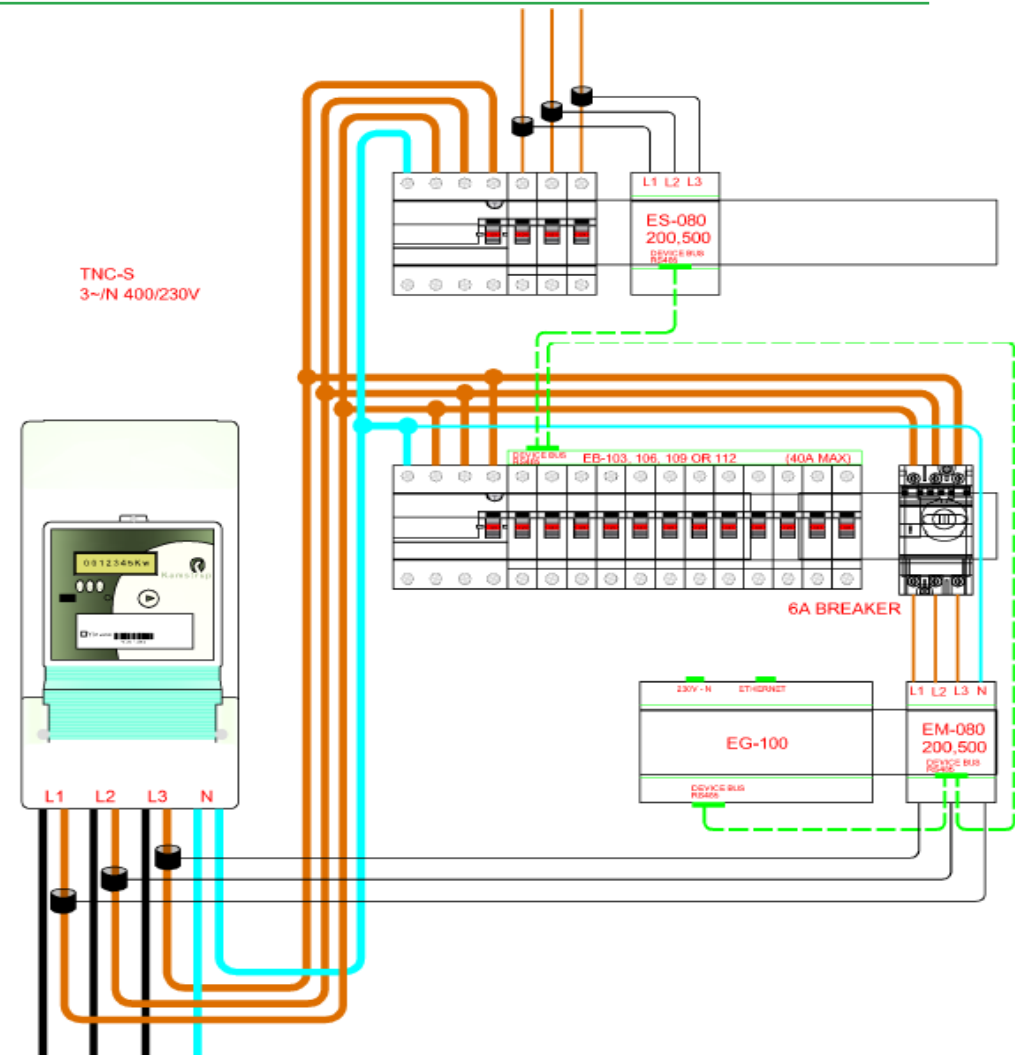 L1 L2 L3
ES-080
200,500
DEVICE BUS
RS485
TNC-S
3~/N 400/230V
DEVICE BUS
RS485
EB-103, 106, 109 OR 112
(40A MAX)
0012345Kw
Kamstrup
6A BREAKER
230V - N
ETHERNET
L1 L2 L3 N
EG-100
EM-080
200,500
DEVICE BUS
RS485
DEVICE BUS
RS485
L1 L2 L3 N